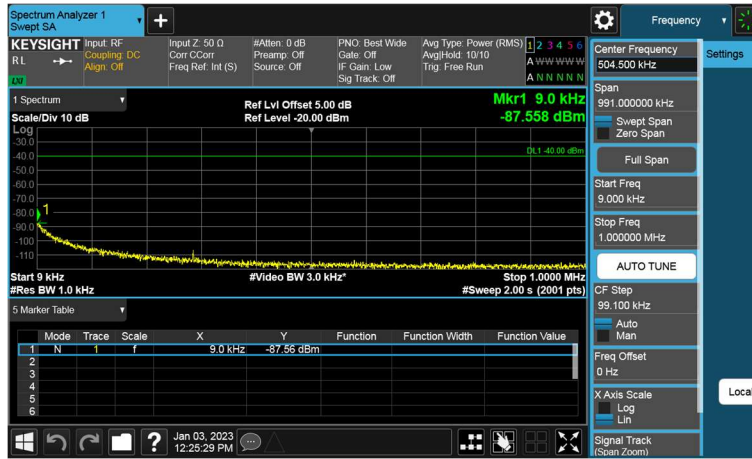 Spectrum Analyzer 1
Swept SA
Frequency
KEYSIGHT
RL
LXI
Input: RF
Coupling: DC
Align: Off
Input Z: 50 Ω
Corr CCorr
Freq Ref: Int (S)
#Atten: 0 dB
Preamp: Off
Source: Off
PNO: Best Wide
Gate: Off
IF Gain: Low
Sig Track: Off
Avg Type: Power (RMS)
Avg|Hold: 10/10
Trig: Free Run
1 2 3 4 5 6
A W W W W W
A N N N N N
1 Spectrum
Scale/Div 10 dB
Ref Lvl Offset 5.00 dB
Ref Level -20.00 dBm
Mkr1 9.0 kHz
-87.558 dBm
Log
-30.0
-40.0
-50.0
-60.0
-70.0
-80.0
-90.0
-100
-110
DL1 -40.00 dBm
1
Start 9 kHz
#Res BW 1.0 kHz
#Video BW 3.0 kHz*
Stop 1.0000 MHz
#Sweep 2.00 s (2001 pts)
5 Marker Table
Mode Trace Scale X Y Function Function Width Function Value
1 N 1 f 9.0 kHz -87.56 dBm
2
3
4
5
6
Jan 03, 2023
12:25:29 PM
Center Frequency
504.500 kHz
Settings
Span
991.000000 kHz
Swept Span
Zero Span
Full Span
Start Freq
9.000 kHz
Stop Freq
1.000000 MHz
AUTO TUNE
CF Step
99.100 kHz
Auto
Man
Freq Offset
0 Hz
X Axis Scale
Log
Lin
Local
Signal Track
(Span Zoom)